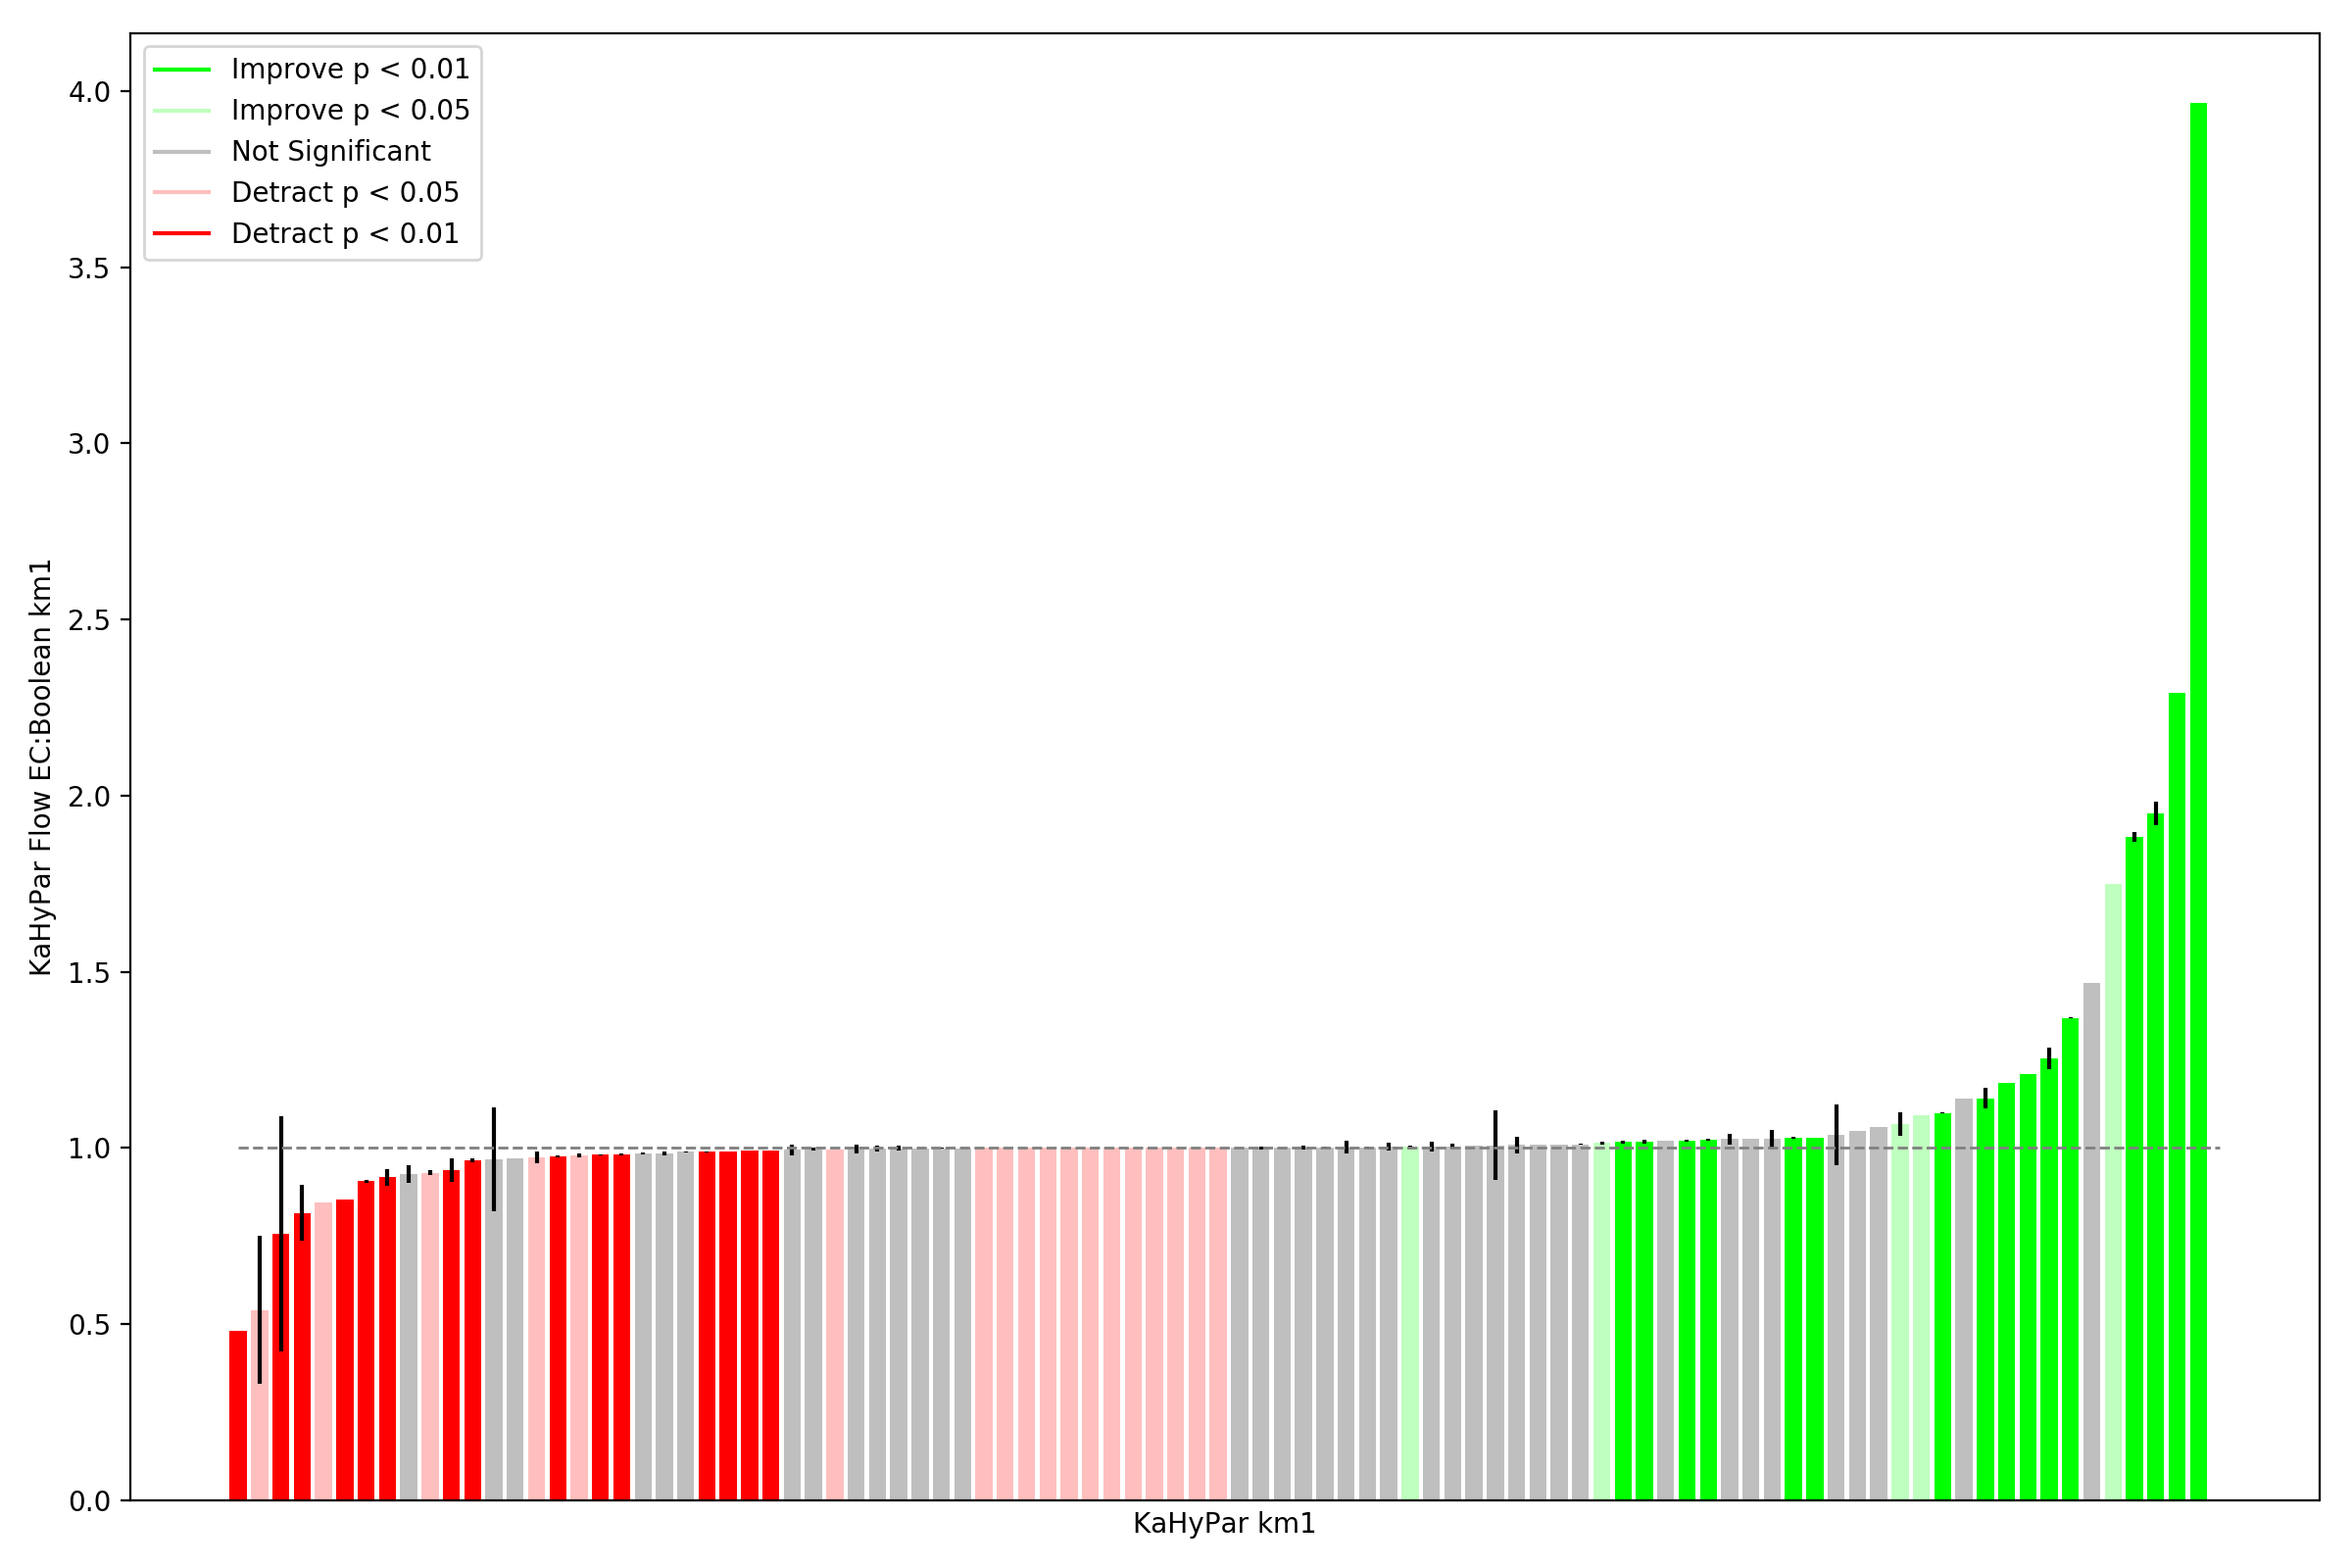 Improve p < 0.01
Improve p < 0.05
Not Significant
Detract p < 0.05
Detract p < 0.01
4.0
3.5
3.0
2.5
2.0
1.5
1.0
0.5
0.0
KaHyPar Flow EC:Boolean km1
KaHyPar km1